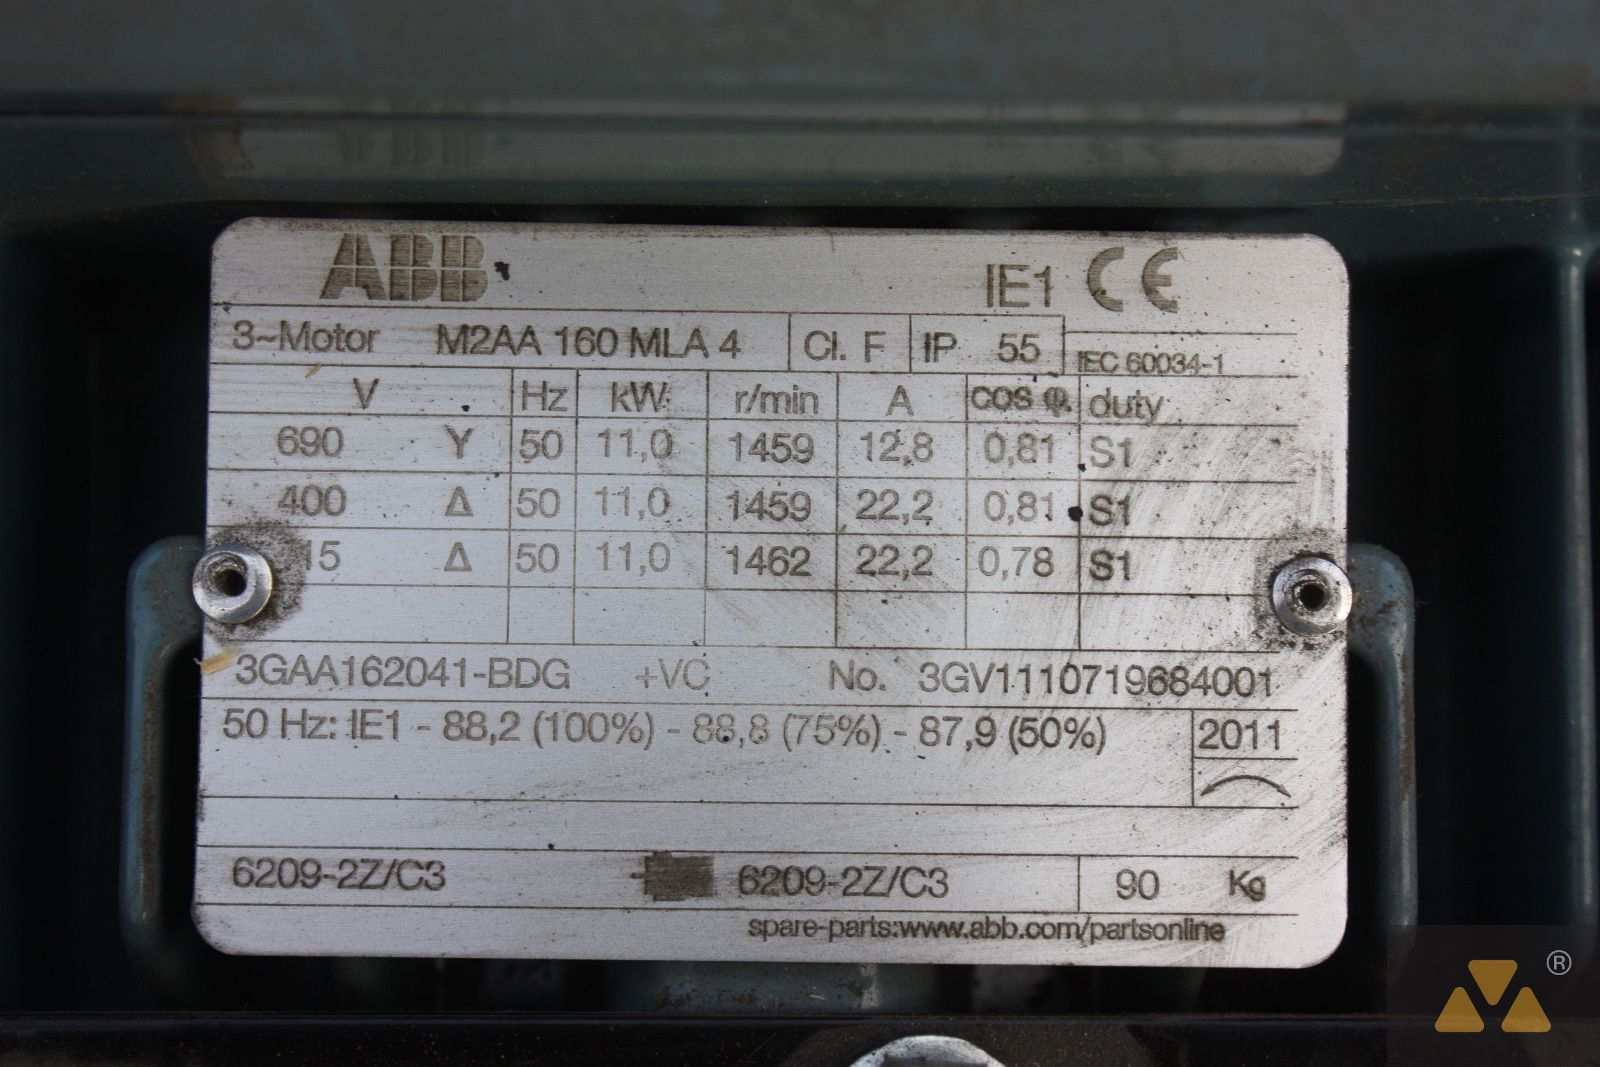 ABB IE1 CE
3~Motor M2AA 160 MLA 4 Cl. F IP 55 IEC 60034-1
V Hz kW r/min A cos φ duty
690 Y 50 11,0 1459 12,8 0,81 S1
400 Δ 50 11,0 1459 22,2 0,81 S1
15 Δ 50 11,0 1462 22,2 0,78 S1
3GAA162041-BDG +VC No. 3GV1110719684001
50 Hz: IE1 - 88,2 (100%) - 88,8 (75%) - 87,9 (50%) 2011
6209-2Z/C3 6209-2Z/C3 90 Kg
spare-parts:www.abb.com/partsonline
®